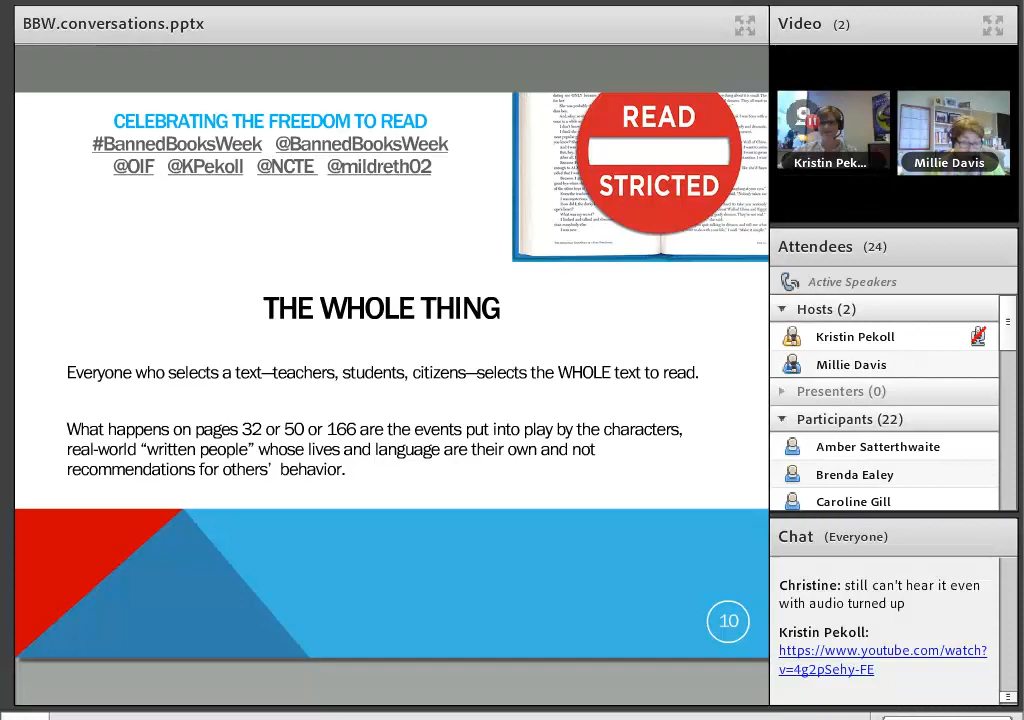 BBW.conversations.pptx
CELEBRATING THE FREEDOM TO READ
#BannedBooksWeek @BannedBooksWeek
@OIF @KPekoll @NCTE @mildreth02
READ
STRICTED
THE WHOLE THING
Everyone who selects a text—teachers, students, citizens—selects the WHOLE text to read.
What happens on pages 32 or 50 or 166 are the events put into play by the characters,
real-world “written people” whose lives and language are their own and not
recommendations for others’ behavior.
10
Video (2)
Kristin Pek...
Millie Davis
Attendees (24)
Active Speakers
Hosts (2)
Kristin Pekoll
Millie Davis
Presenters (0)
Participants (22)
Amber Satterthwaite
Brenda Ealey
Caroline Gill
Chat (Everyone)
Christine: still can't hear it even
with audio turned up
Kristin Pekoll:
https://www.youtube.com/watch?
v=4g2pSehy-FE